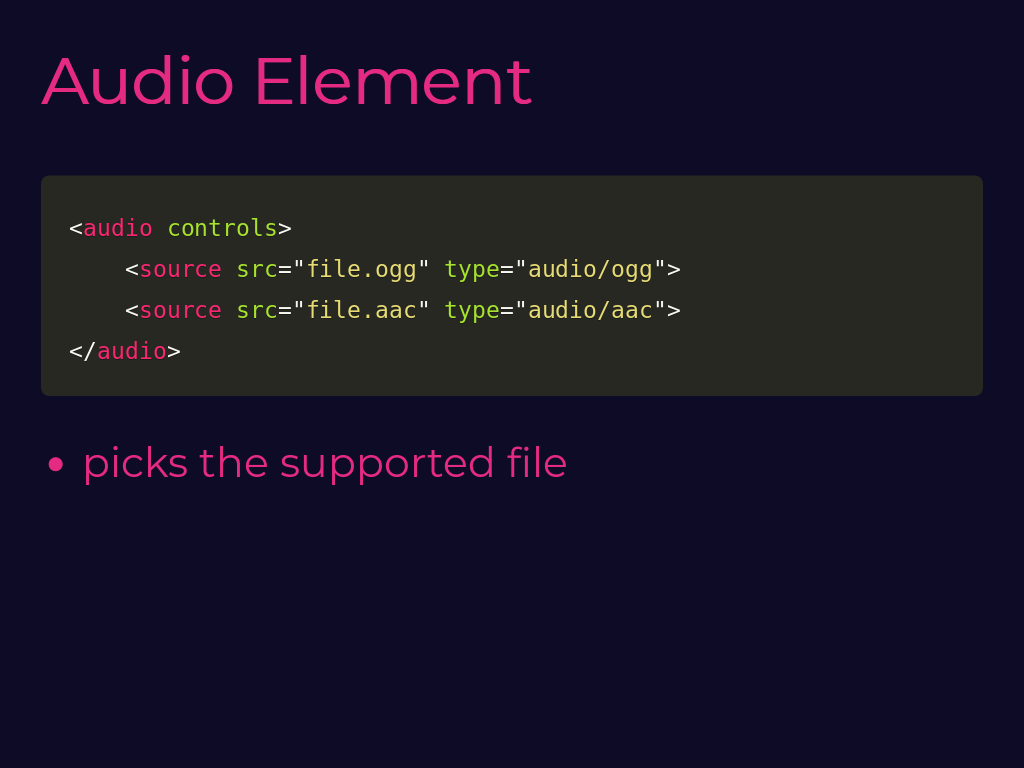 Audio Element
<audio controls>
    <source src="file.ogg" type="audio/ogg">
    <source src="file.aac" type="audio/aac">
</audio>
• picks the supported file